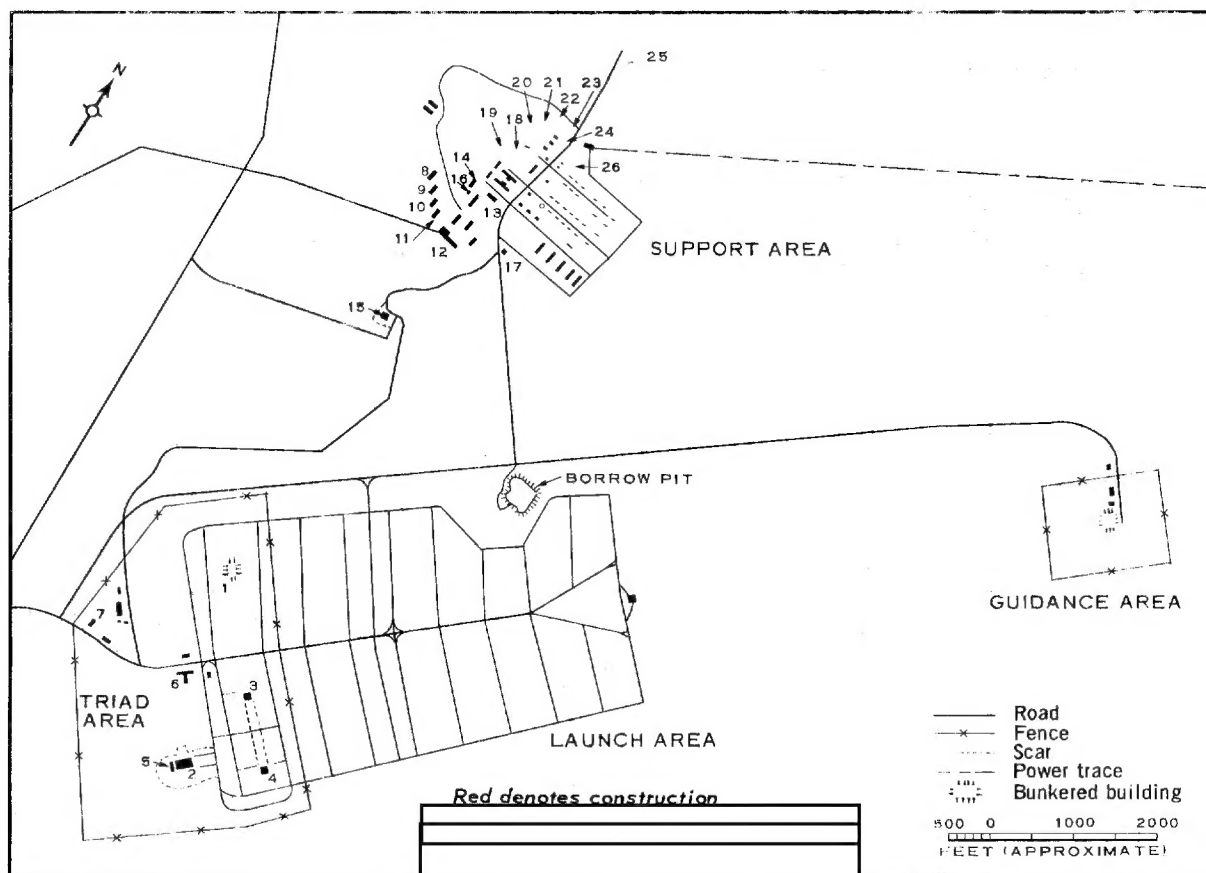 N
25
20
21
22
23
19
18
24
14
26
8
16
9
10
13
11
12
17
SUPPORT AREA
15
BORROW PIT
1
GUIDANCE AREA
7
6
3
TRIAD
AREA
5
2
4
LAUNCH AREA
Road
Fence
Scar
Power trace
Bunkered building
Red denotes construction
500 0 1000 2000
FEET (APPROXIMATE)